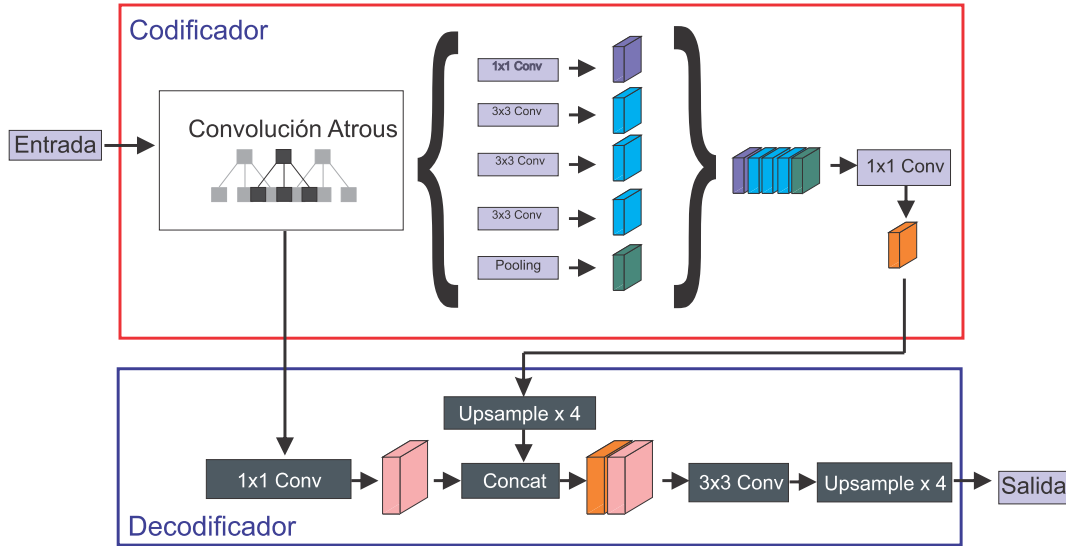 Codificador
Entrada
Convolución Atrous
1x1 Conv
3x3 Conv
3x3 Conv
3x3 Conv
Pooling
1x1 Conv
Upsample x 4
1x1 Conv
Concat
3x3 Conv
Upsample x 4
Salida
Decodificador